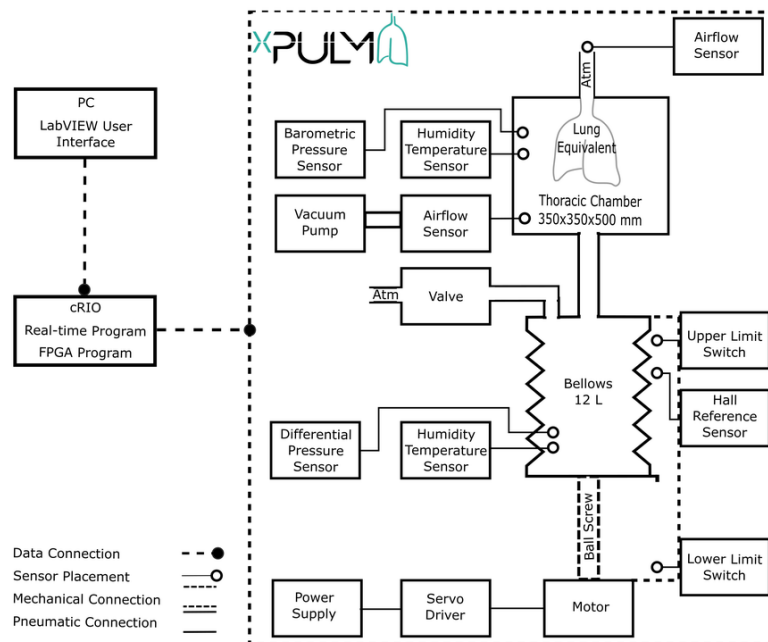 xPULM
Airflow
Sensor
Atm
PC
LabVIEW User
Interface
Barometric
Pressure
Sensor
Humidity
Temperature
Sensor
Lung
Equivalent
Thoracic Chamber
350x350x500 mm
Vacuum
Pump
Airflow
Sensor
Atm
Valve
cRIO
Real-time Program
FPGA Program
Upper Limit
Switch
Bellows
12 L
Hall
Reference
Sensor
Differential
Pressure
Sensor
Humidity
Temperature
Sensor
Ball Screw
Lower Limit
Switch
Data Connection
Sensor Placement
Mechanical Connection
Pneumatic Connection
Power
Supply
Servo
Driver
Motor